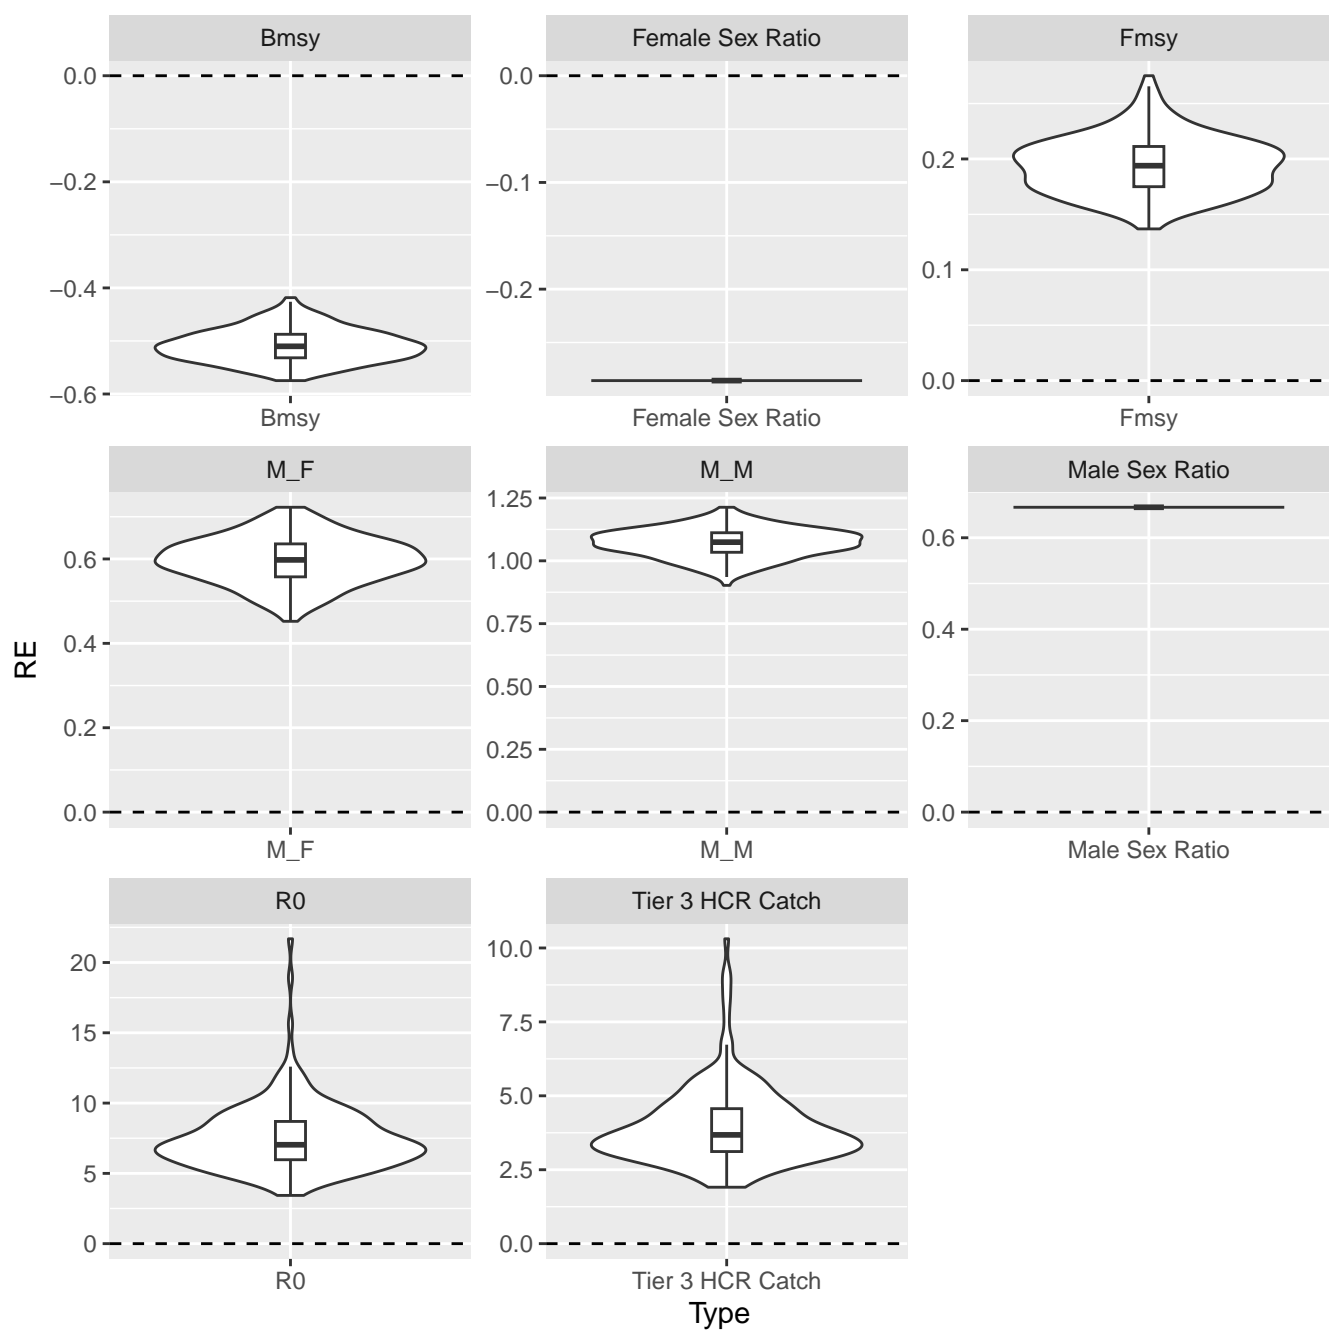 Bmsy
Female Sex Ratio
Fmsy
0.0
−0.2
−0.4
−0.6
0.0
−0.1
−0.2
0.2
0.1
0.0
Bmsy
Female Sex Ratio
Fmsy
M_F
M_M
Male Sex Ratio
RE
0.6
0.4
0.2
0.0
1.25
1.00
0.75
0.50
0.25
0.00
0.6
0.4
0.2
0.0
M_F
M_M
Male Sex Ratio
R0
Tier 3 HCR Catch
20
15
10
5
0
10.0
7.5
5.0
2.5
0.0
R0
Tier 3 HCR Catch
Type